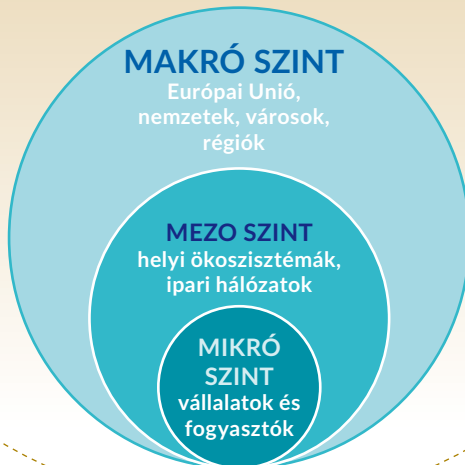 MAKRÓ SZINT
Európai Unió,
nemzetek, városok,
régiók
MEZO SZINT
helyi ökoszisztémák,
ipari hálózatok
MIKRÓ
SZINT
vállalatok és
fogyasztók